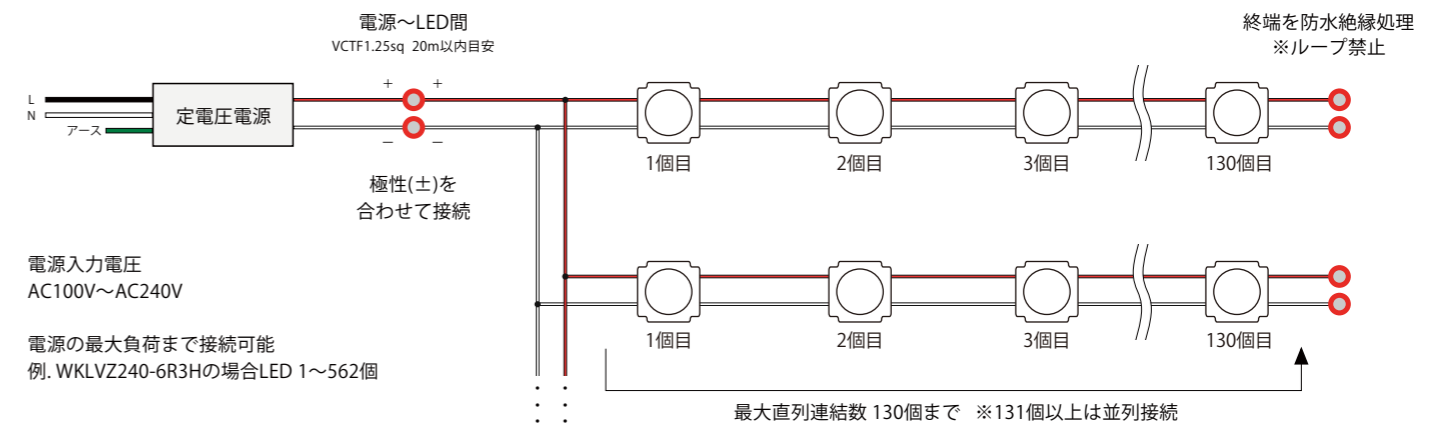 電源～LED間
VCTF1.25sq 20m以内目安
終端を防水絶縁処理
※ループ禁止
L
N
アース
定電圧電源
+ +
− −
極性(±)を
合わせて接続
1個目
2個目
3個目
130個目
電源入力電圧
AC100V～AC240V
電源の最大負荷まで接続可能
例. WKLVZ240-6R3Hの場合LED 1～562個
1個目
2個目
3個目
130個目
最大直列連結数 130個まで ※131個以上は並列接続